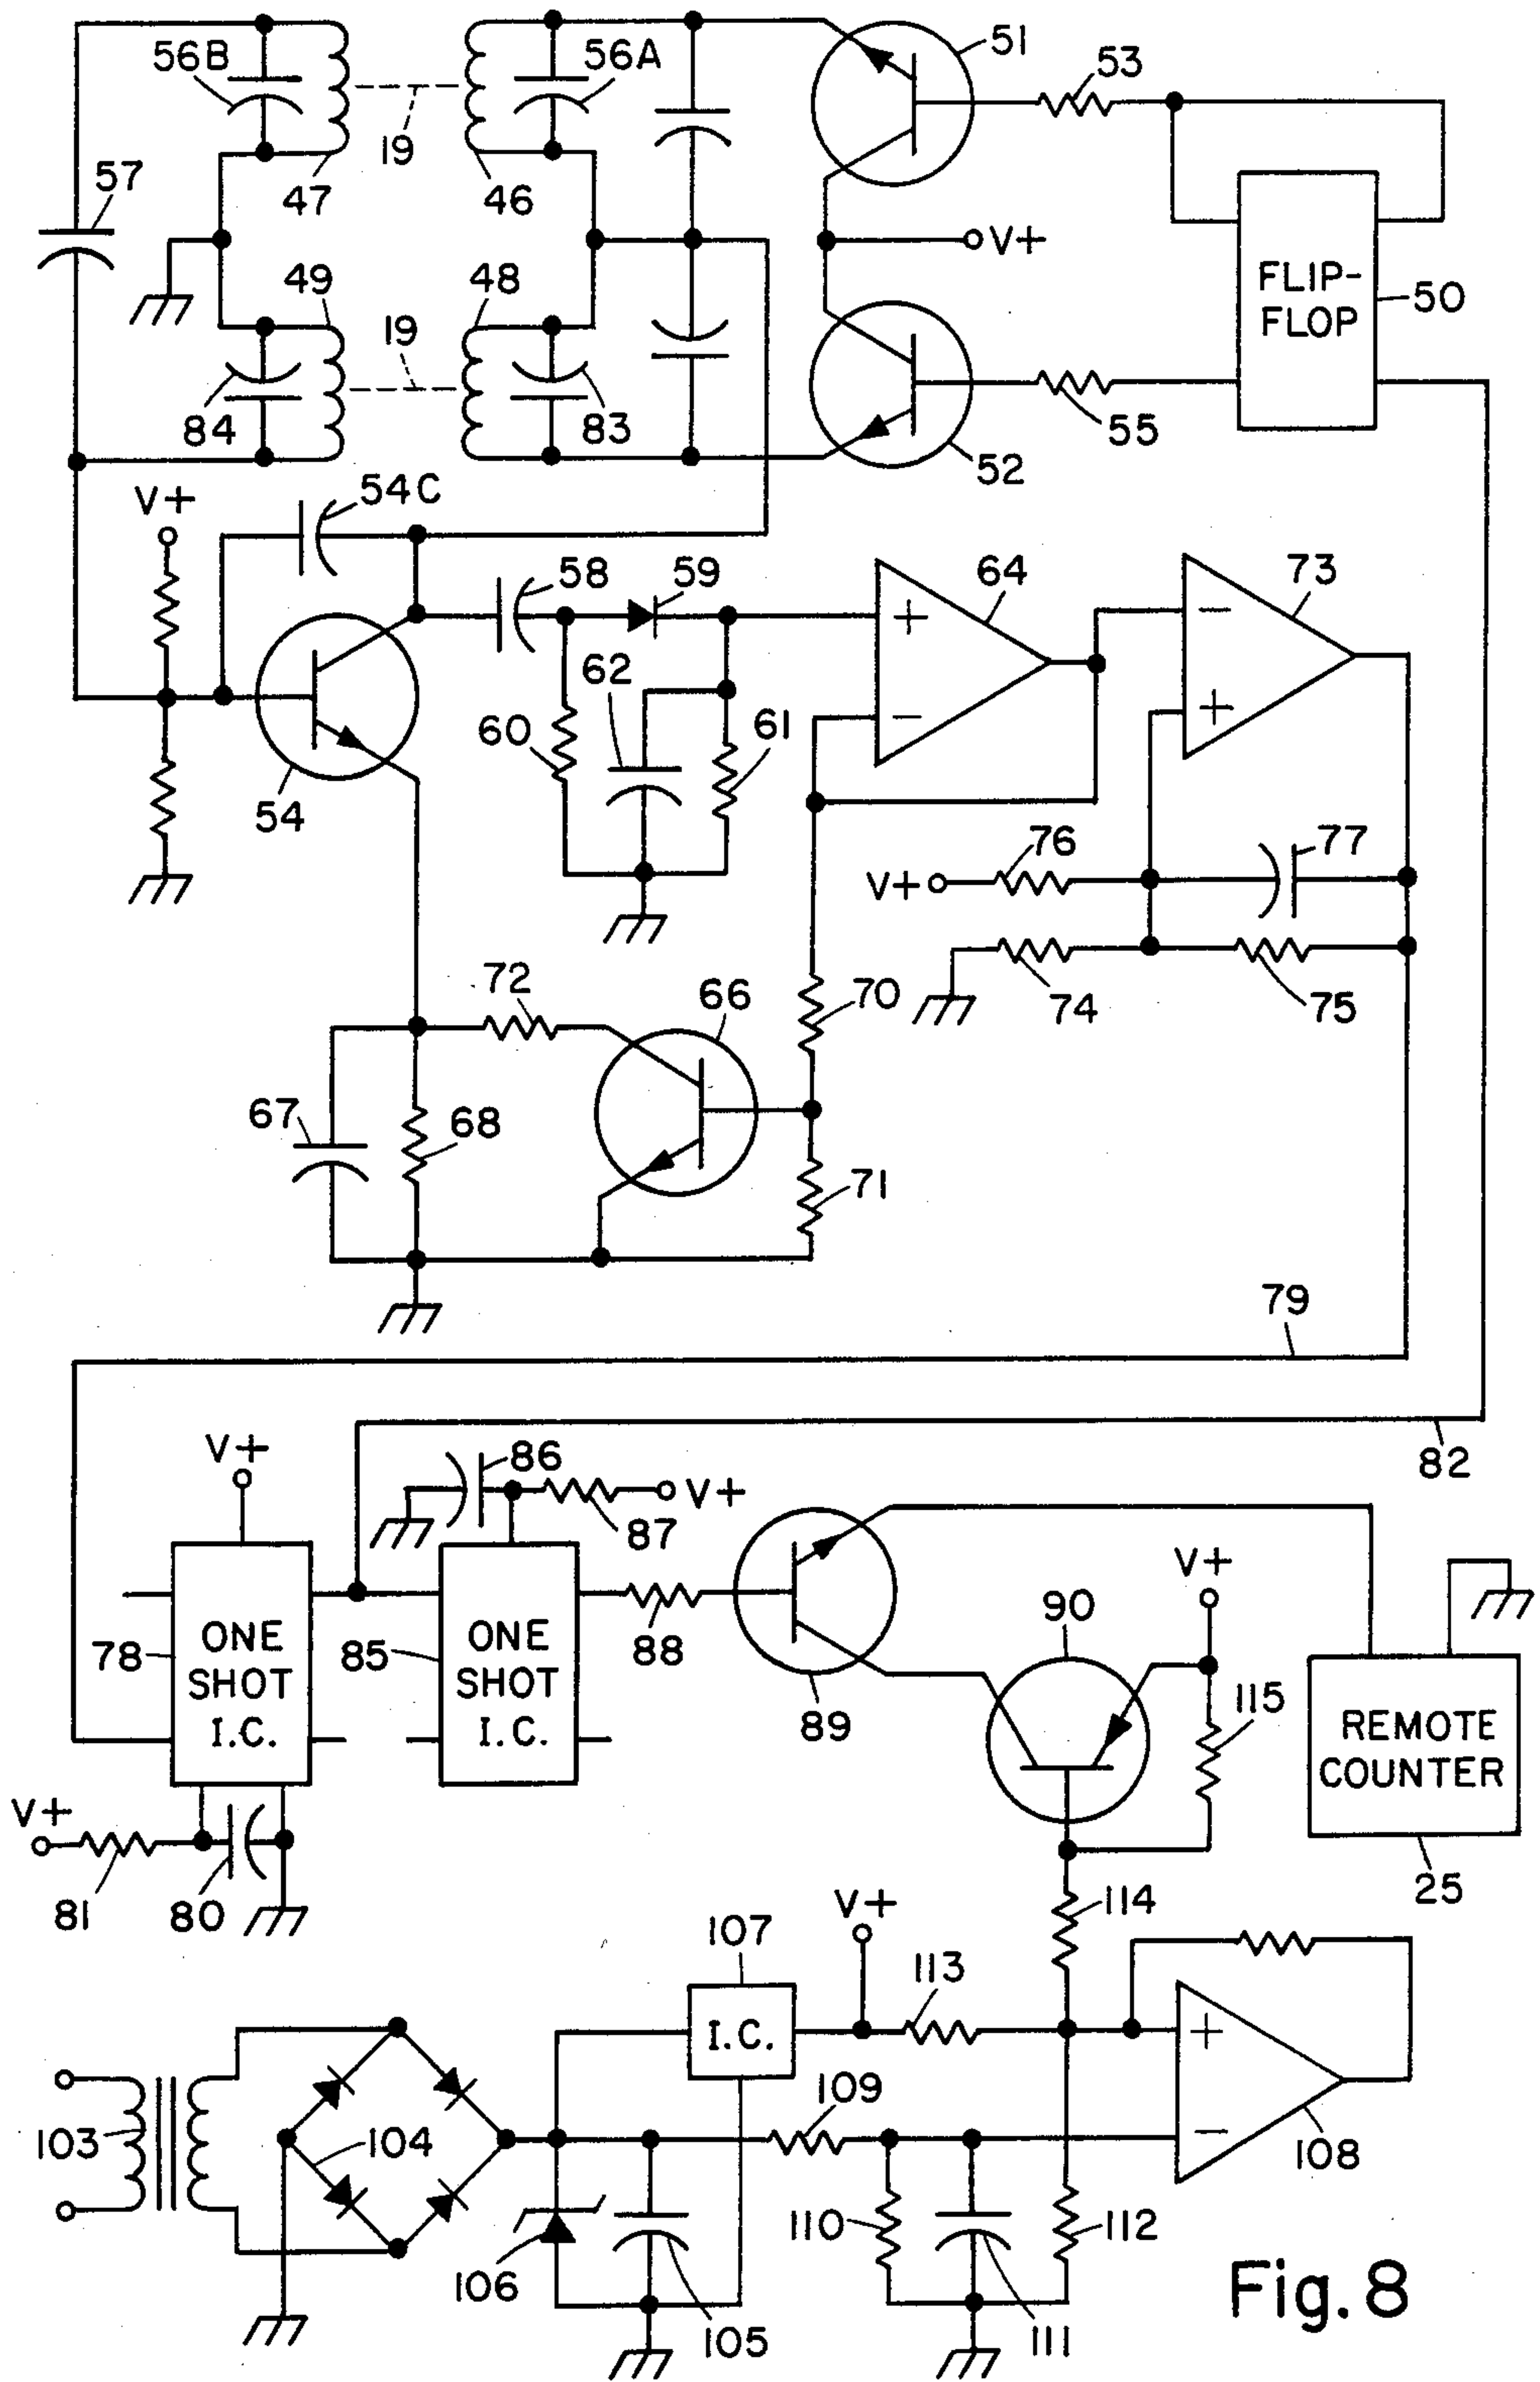 56B
56A
51
53
19
57
47
46
V+
FLIP-
FLOP
50
49
48
19
84
83
55
52
V+
54C
58
59
64
73
62
60
61
54
76
77
V+
74
75
72
66
70
67
68
71
79
82
V+
86
V+
87
V+
90
ONE
SHOT
I.C.
78
ONE
SHOT
I.C.
85
88
89
115
REMOTE
COUNTER
V+
81
80
25
V+
114
107
113
I.C.
+
109
103
104
−
108
110
112
106
105
111
Fig. 8
+
−
−
+